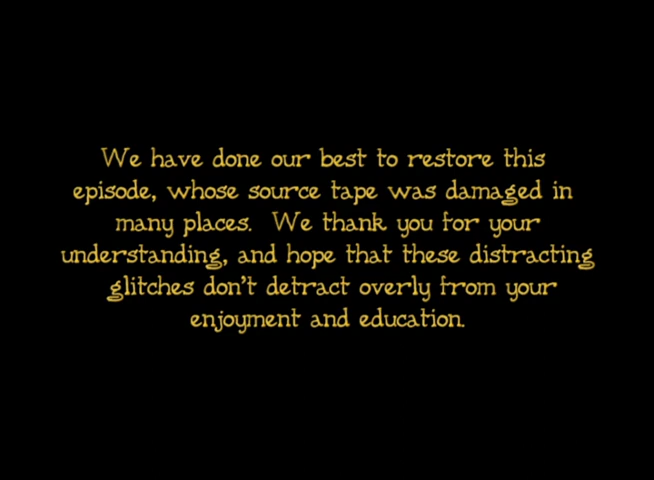 We have done our best to restore this
episode, whose source tape was damaged in
many places.  We thank you for your
understanding, and hope that these distracting
glitches don't detract overly from your
enjoyment and education.